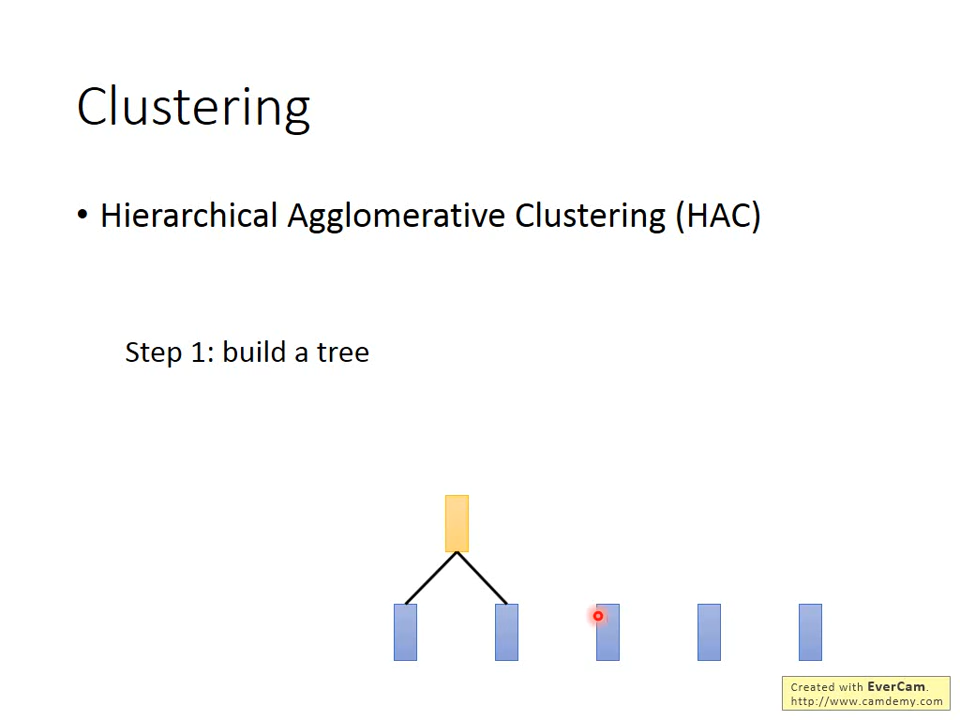 Clustering
• Hierarchical Agglomerative Clustering (HAC)
Step 1: build a tree
Created with EverCam.
http://www.camdemy.com